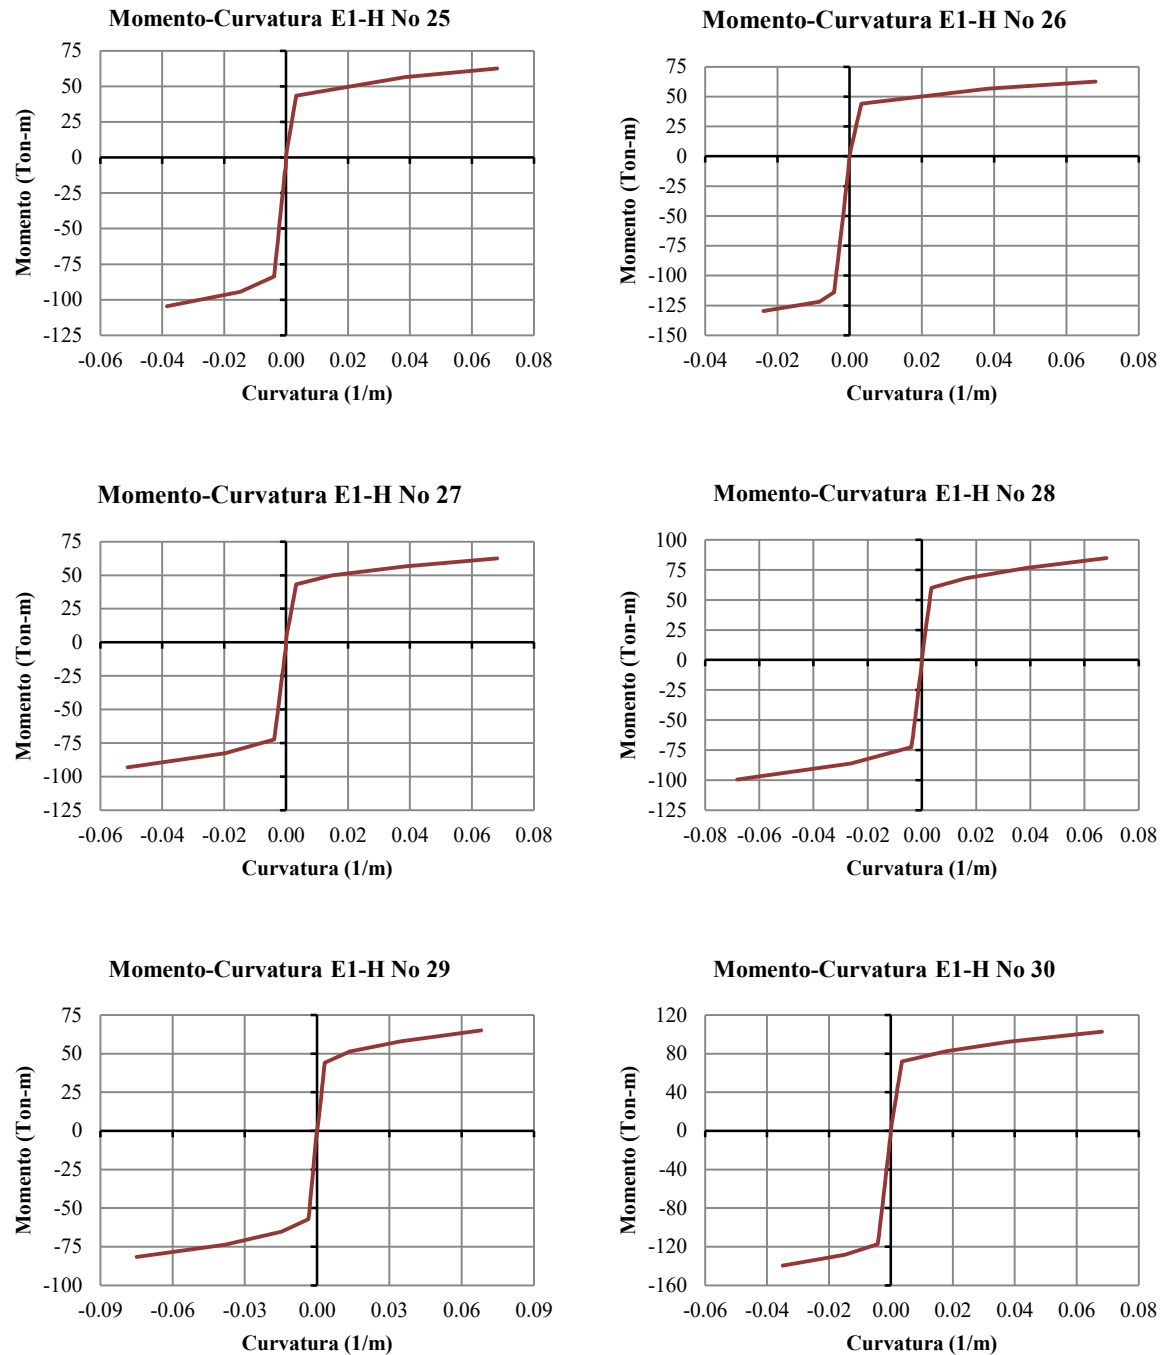 Momento-Curvatura E1-H No 25
75
50
25
0
-25
-50
-75
-100
-125
-0.06 -0.04 -0.02 0.00 0.02 0.04 0.06 0.08
Momento (Ton-m)
Curvatura (1/m)
Momento-Curvatura E1-H No 26
75
50
25
0
-25
-50
-75
-100
-125
-150
-0.04 -0.02 0.00 0.02 0.04 0.06 0.08
Momento (Ton-m)
Curvatura (1/m)
Momento-Curvatura E1-H No 27
75
50
25
0
-25
-50
-75
-100
-125
-0.06 -0.04 -0.02 0.00 0.02 0.04 0.06 0.08
Momento (Ton-m)
Curvatura (1/m)
Momento-Curvatura E1-H No 28
100
75
50
25
0
-25
-50
-75
-100
-125
-0.08 -0.06 -0.04 -0.02 0.00 0.02 0.04 0.06 0.08
Momento (Ton-m)
Curvatura (1/m)
Momento-Curvatura E1-H No 29
75
50
25
0
-25
-50
-75
-100
-0.09 -0.06 -0.03 0.00 0.03 0.06 0.09
Momento (Ton-m)
Curvatura (1/m)
Momento-Curvatura E1-H No 30
120
80
40
0
-40
-80
-120
-160
-0.06 -0.04 -0.02 0.00 0.02 0.04 0.06 0.08
Momento (Ton-m)
Curvatura (1/m)